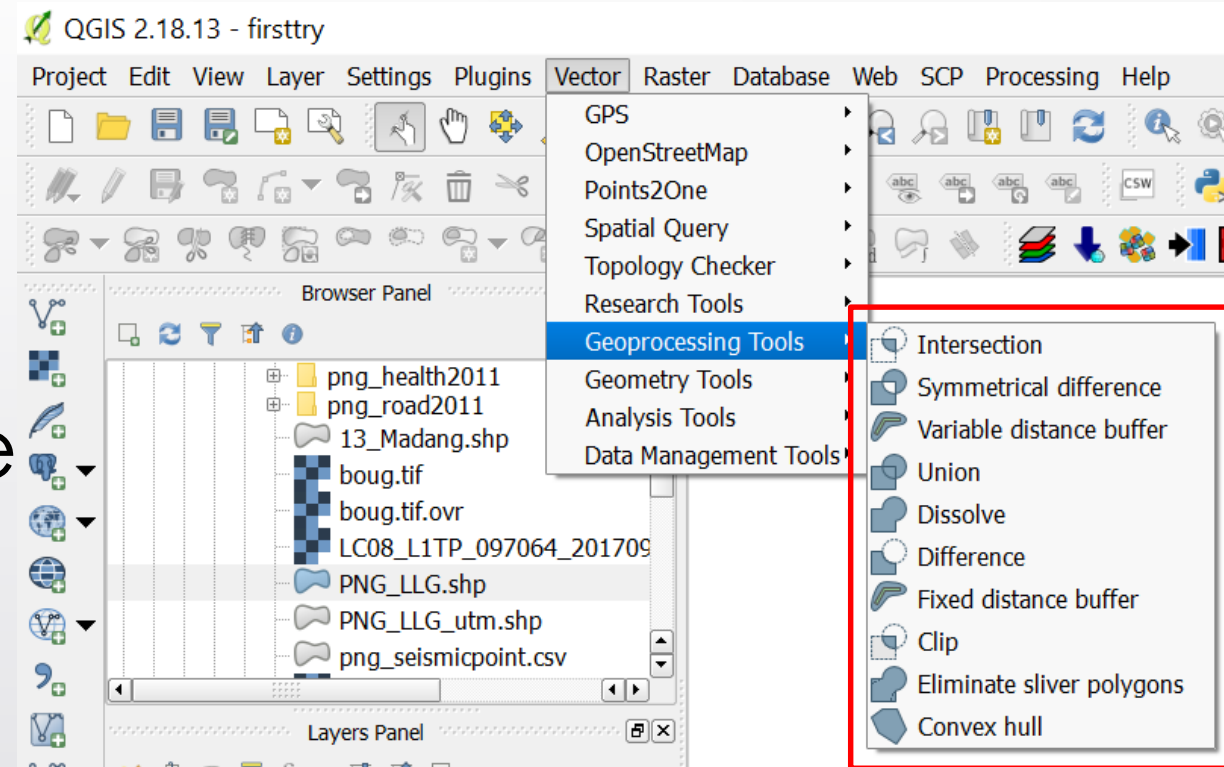 QGIS 2.18.13 - firsttry
Project Edit View Layer Settings Plugins Vector Raster Database Web SCP Processing Help
GPS
OpenStreetMap
Points2One
Spatial Query
Topology Checker
Research Tools
Geoprocessing Tools
Geometry Tools
Analysis Tools
Data Management Tools
abc abc abc abc CSW
Intersection
Symmetrical difference
Variable distance buffer
Union
Dissolve
Difference
Fixed distance buffer
Clip
Eliminate sliver polygons
Convex hull
Browser Panel
png_health2011
png_road2011
13_Madang.shp
boug.tif
boug.tif.ovr
LC08_L1TP_097064_201709
PNG_LLG.shp
PNG_LLG_utm.shp
png_seismicpoint.csv
Layers Panel
e